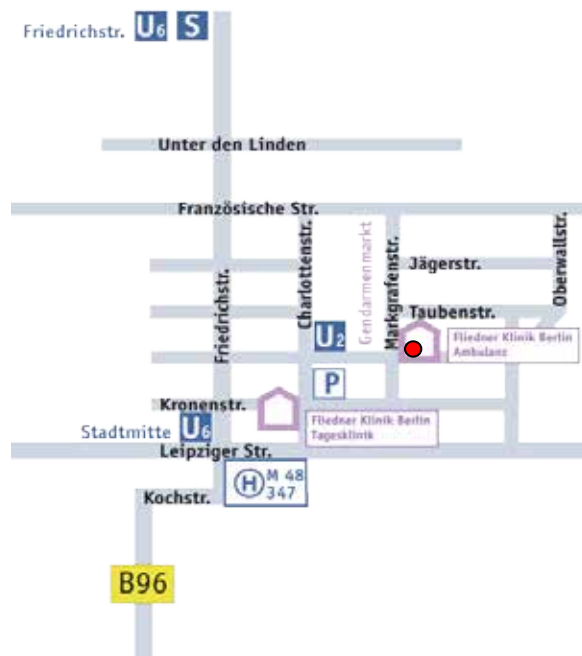 Friedrichstr. U6 S
Unter den Linden
Französische Str.
Charlottenstr.
Gendarmenmarkt
Markgrafenstr.
Oberwallstr.
Jägerstr.
Friedrichstr.
Taubenstr.
U2
Fliedner Klinik Berlin
Ambulanz
P
Kronenstr.
Fliedner Klinik Berlin
Tagesklinik
Stadtmitte U6
Leipziger Str.
H M 48
347
Kochstr.
B96